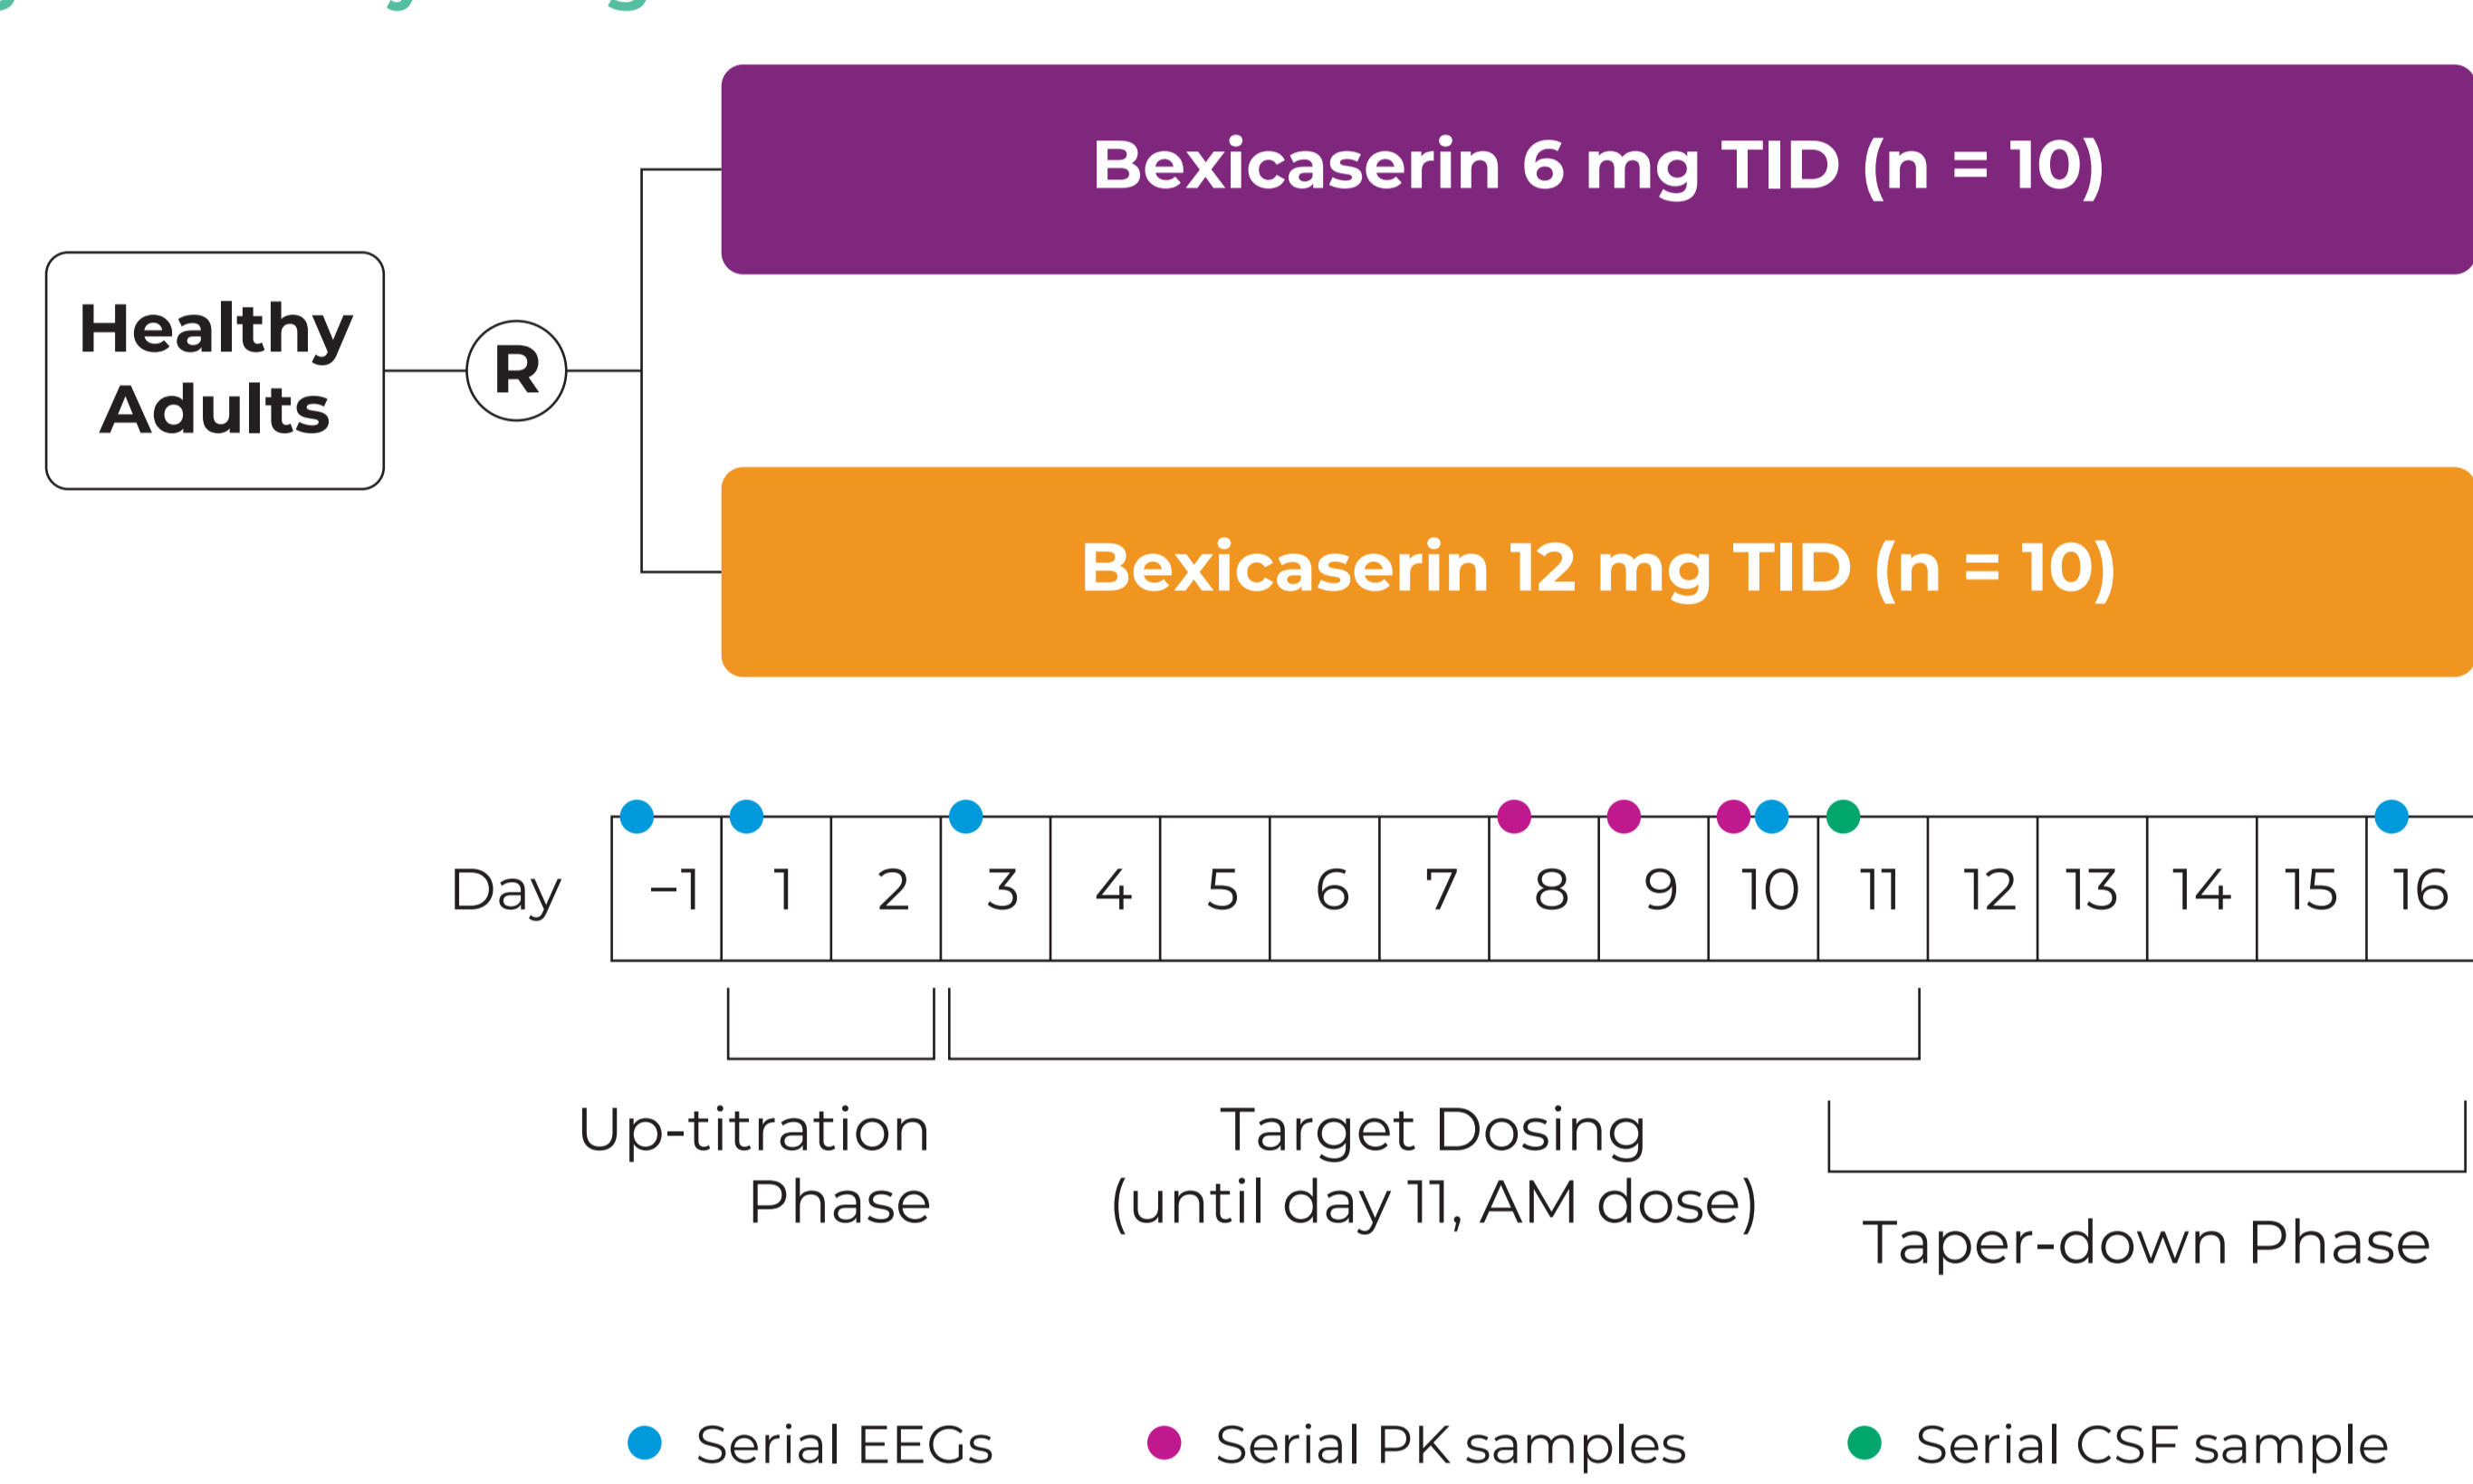 Bexicaserin 6 mg TID (n = 10)
Healthy
Adults
R
Bexicaserin 12 mg TID (n = 10)
Day –1 1 2 3 4 5 6 7 8 9 10 11 12 13 14 15 16
Up-titration
Phase
Target Dosing
(until day 11, AM dose)
Taper-down Phase
Serial EEGs
Serial PK samples
Serial CSF sample